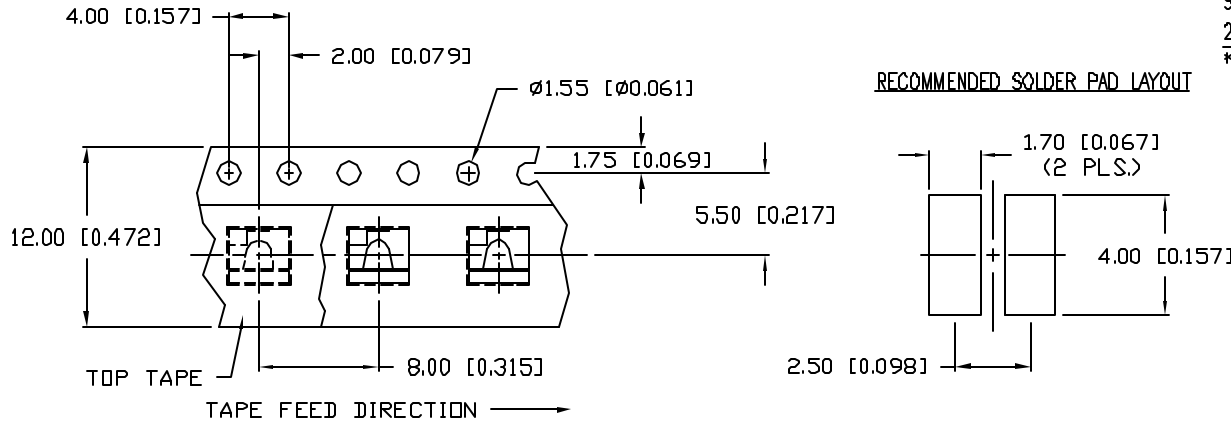 4.00 [0.157]
2.00 [0.079]
Ø1.55 [Ø0.061]
1.75 [0.069]
5.50 [0.217]
12.00 [0.472]
8.00 [0.315]
TOP TAPE
TAPE FEED DIRECTION
RECOMMENDED SOLDER PAD LAYOUT
1.70 [0.067]
(2 PLS.)
4.00 [0.157]
2.50 [0.098]